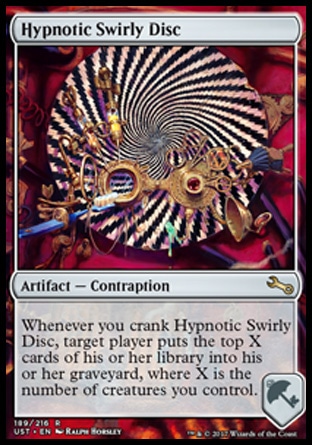 Hypnotic Swirly Disc
Artifact — Contraption
Whenever you crank Hypnotic Swirly
Disc, target player puts the top X
cards of his or her library into his
or her graveyard, where X is the
number of creatures you control.
189/216 R
UST • EN Ralph Horsley
™ & © 2017 Wizards of the Coast